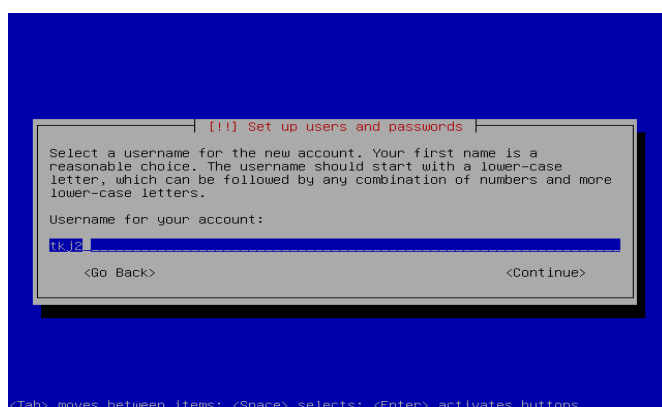 [!!] Set up users and passwords
Select a username for the new account. Your first name is a
reasonable choice. The username should start with a lower-case
letter, which can be followed by any combination of numbers and more
lower-case letters.
Username for your account:
tkj2
<Go Back> <Continue>
<Tab> moves between items; <Space> selects; <Enter> activates buttons